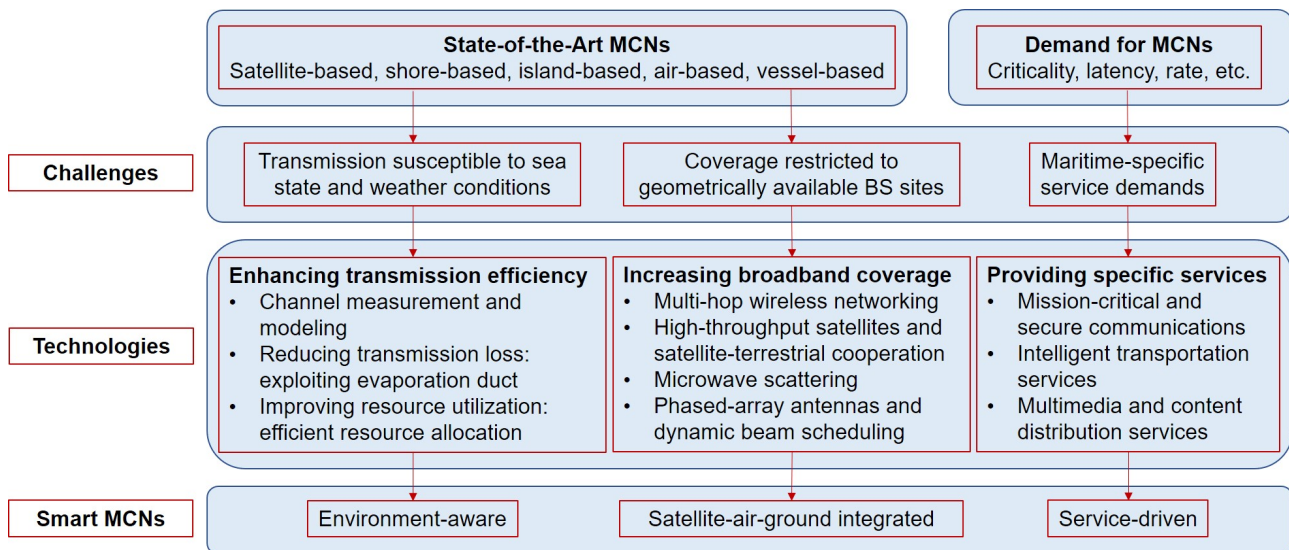 State-of-the-Art MCNs
Satellite-based, shore-based, island-based, air-based, vessel-based
Demand for MCNs
Criticality, latency, rate, etc.
Challenges
Transmission susceptible to sea
state and weather conditions
Coverage restricted to
geometrically available BS sites
Maritime-specific
service demands
Technologies
Enhancing transmission efficiency
• Channel measurement and
modeling
• Reducing transmission loss:
exploiting evaporation duct
• Improving resource utilization:
efficient resource allocation
Increasing broadband coverage
• Multi-hop wireless networking
• High-throughput satellites and
satellite-terrestrial cooperation
• Microwave scattering
• Phased-array antennas and
dynamic beam scheduling
Providing specific services
• Mission-critical and
secure communications
• Intelligent transportation
services
• Multimedia and content
distribution services
Smart MCNs
Environment-aware
Satellite-air-ground integrated
Service-driven